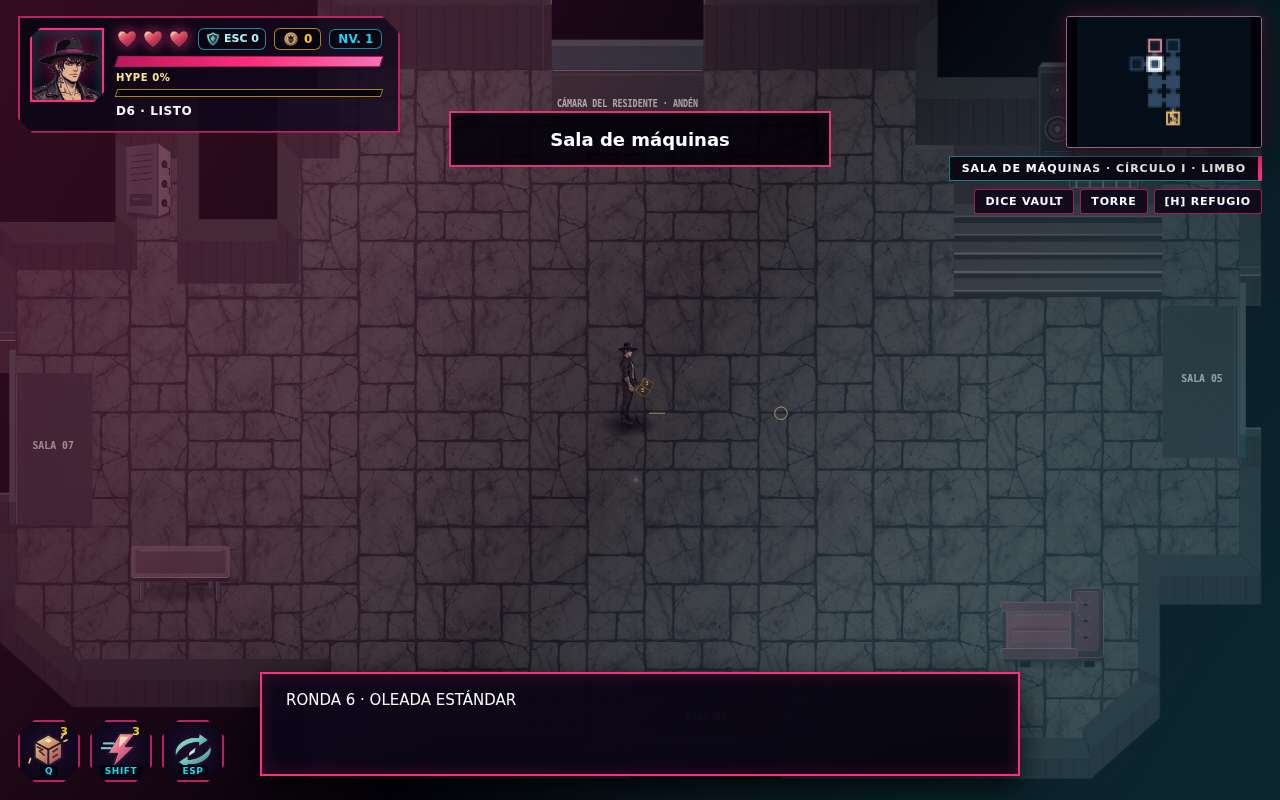 ESC 0
0
NV. 1
HYPE 0%
D6 · LISTO
CÁMARA DEL RESIDENTE · ANDÉN
Sala de máquinas
SALA DE MÁQUINAS · CÍRCULO I · LIMBO
DICE VAULT
TORRE
[H] REFUGIO
SALA 05
SALA 07
RONDA 6 · OLEADA ESTÁNDAR
3
Q
3
SHIFT
ESP